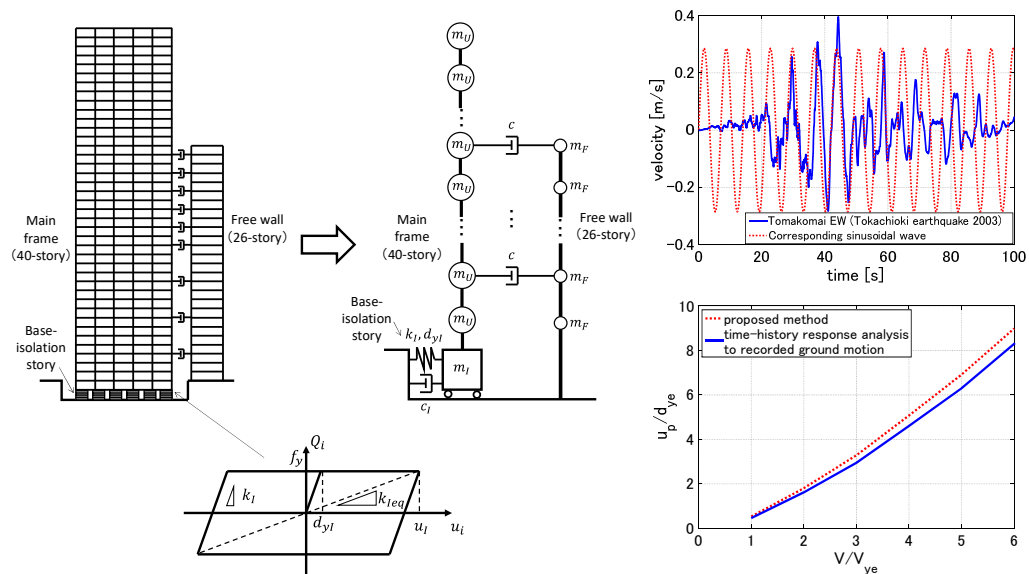 Main
frame
(40-story)
Base-
isolation
story
Free wall
(26-story)
m_U
m_U
m_U
c
m_F
m_U
m_F
Main
frame
(40-story)
Free wall
(26-story)
m_U
c
m_F
Base-
isolation
story
m_U
m_F
k_I, d_yI
m_I
c_I
Q_i
f_y
k_I
k_Ieq
d_yI
u_I
u_i
velocity [m/s]
0.4
0.2
0
−0.2
−0.4
Tomakomai EW (Tokachioki earthquake 2003)
Corresponding sinusoidal wave
0 20 40 60 80 100
time [s]
u_p/d_ye
10
8
6
4
2
0
proposed method
time-history response analysis
to recorded ground motion
0 1 2 3 4 5 6
V/V_ye